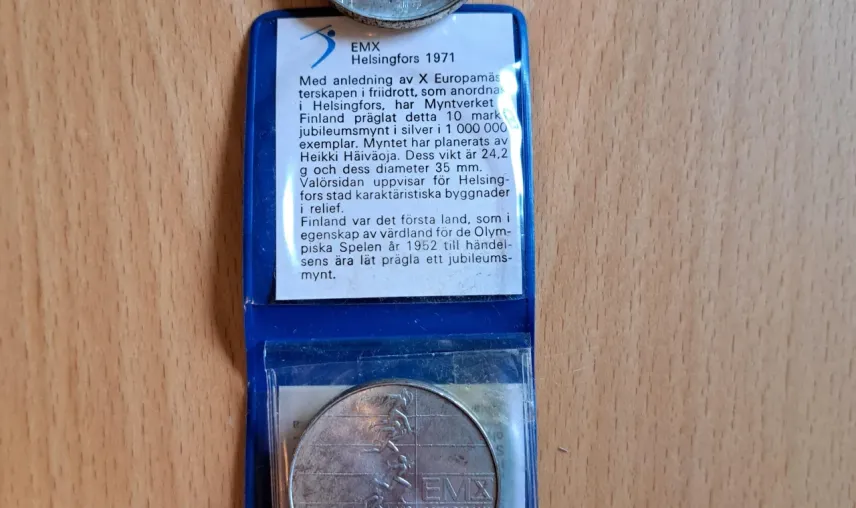 EMX
Helsingfors 1971
Med anledning av X Europamäs-
terskapen i friidrott, som anordnas
i Helsingfors, har Myntverket i
Finland präglat detta 10 mark
jubileumsmynt i silver i 1 000 000
exemplar. Myntet har planerats av
Heikki Häiväoja. Dess vikt är 24,2
g och dess diameter 35 mm.
Valörsidan uppvisar för Helsing-
fors stad karaktäristiska byggnader
i relief.
Finland var det första land, som i
egenskap av värdland för de Olym-
piska Spelen år 1952 till händel-
sens ära lät prägla ett jubileums-
mynt.
EMX